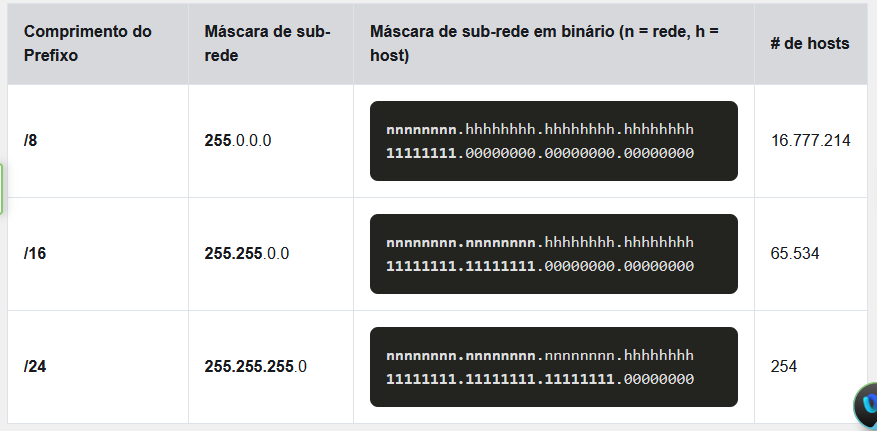 Comprimento do Prefixo
Máscara de sub-rede
Máscara de sub-rede em binário (n = rede, h = host)
# de hosts
/8
255.0.0.0
nnnnnnnn.hhhhhhhh.hhhhhhhh.hhhhhhhh
11111111.00000000.00000000.00000000
16.777.214
/16
255.255.0.0
nnnnnnnn.nnnnnnnn.hhhhhhhh.hhhhhhhh
11111111.11111111.00000000.00000000
65.534
/24
255.255.255.0
nnnnnnnn.nnnnnnnn.nnnnnnnn.hhhhhhhh
11111111.11111111.11111111.00000000
254